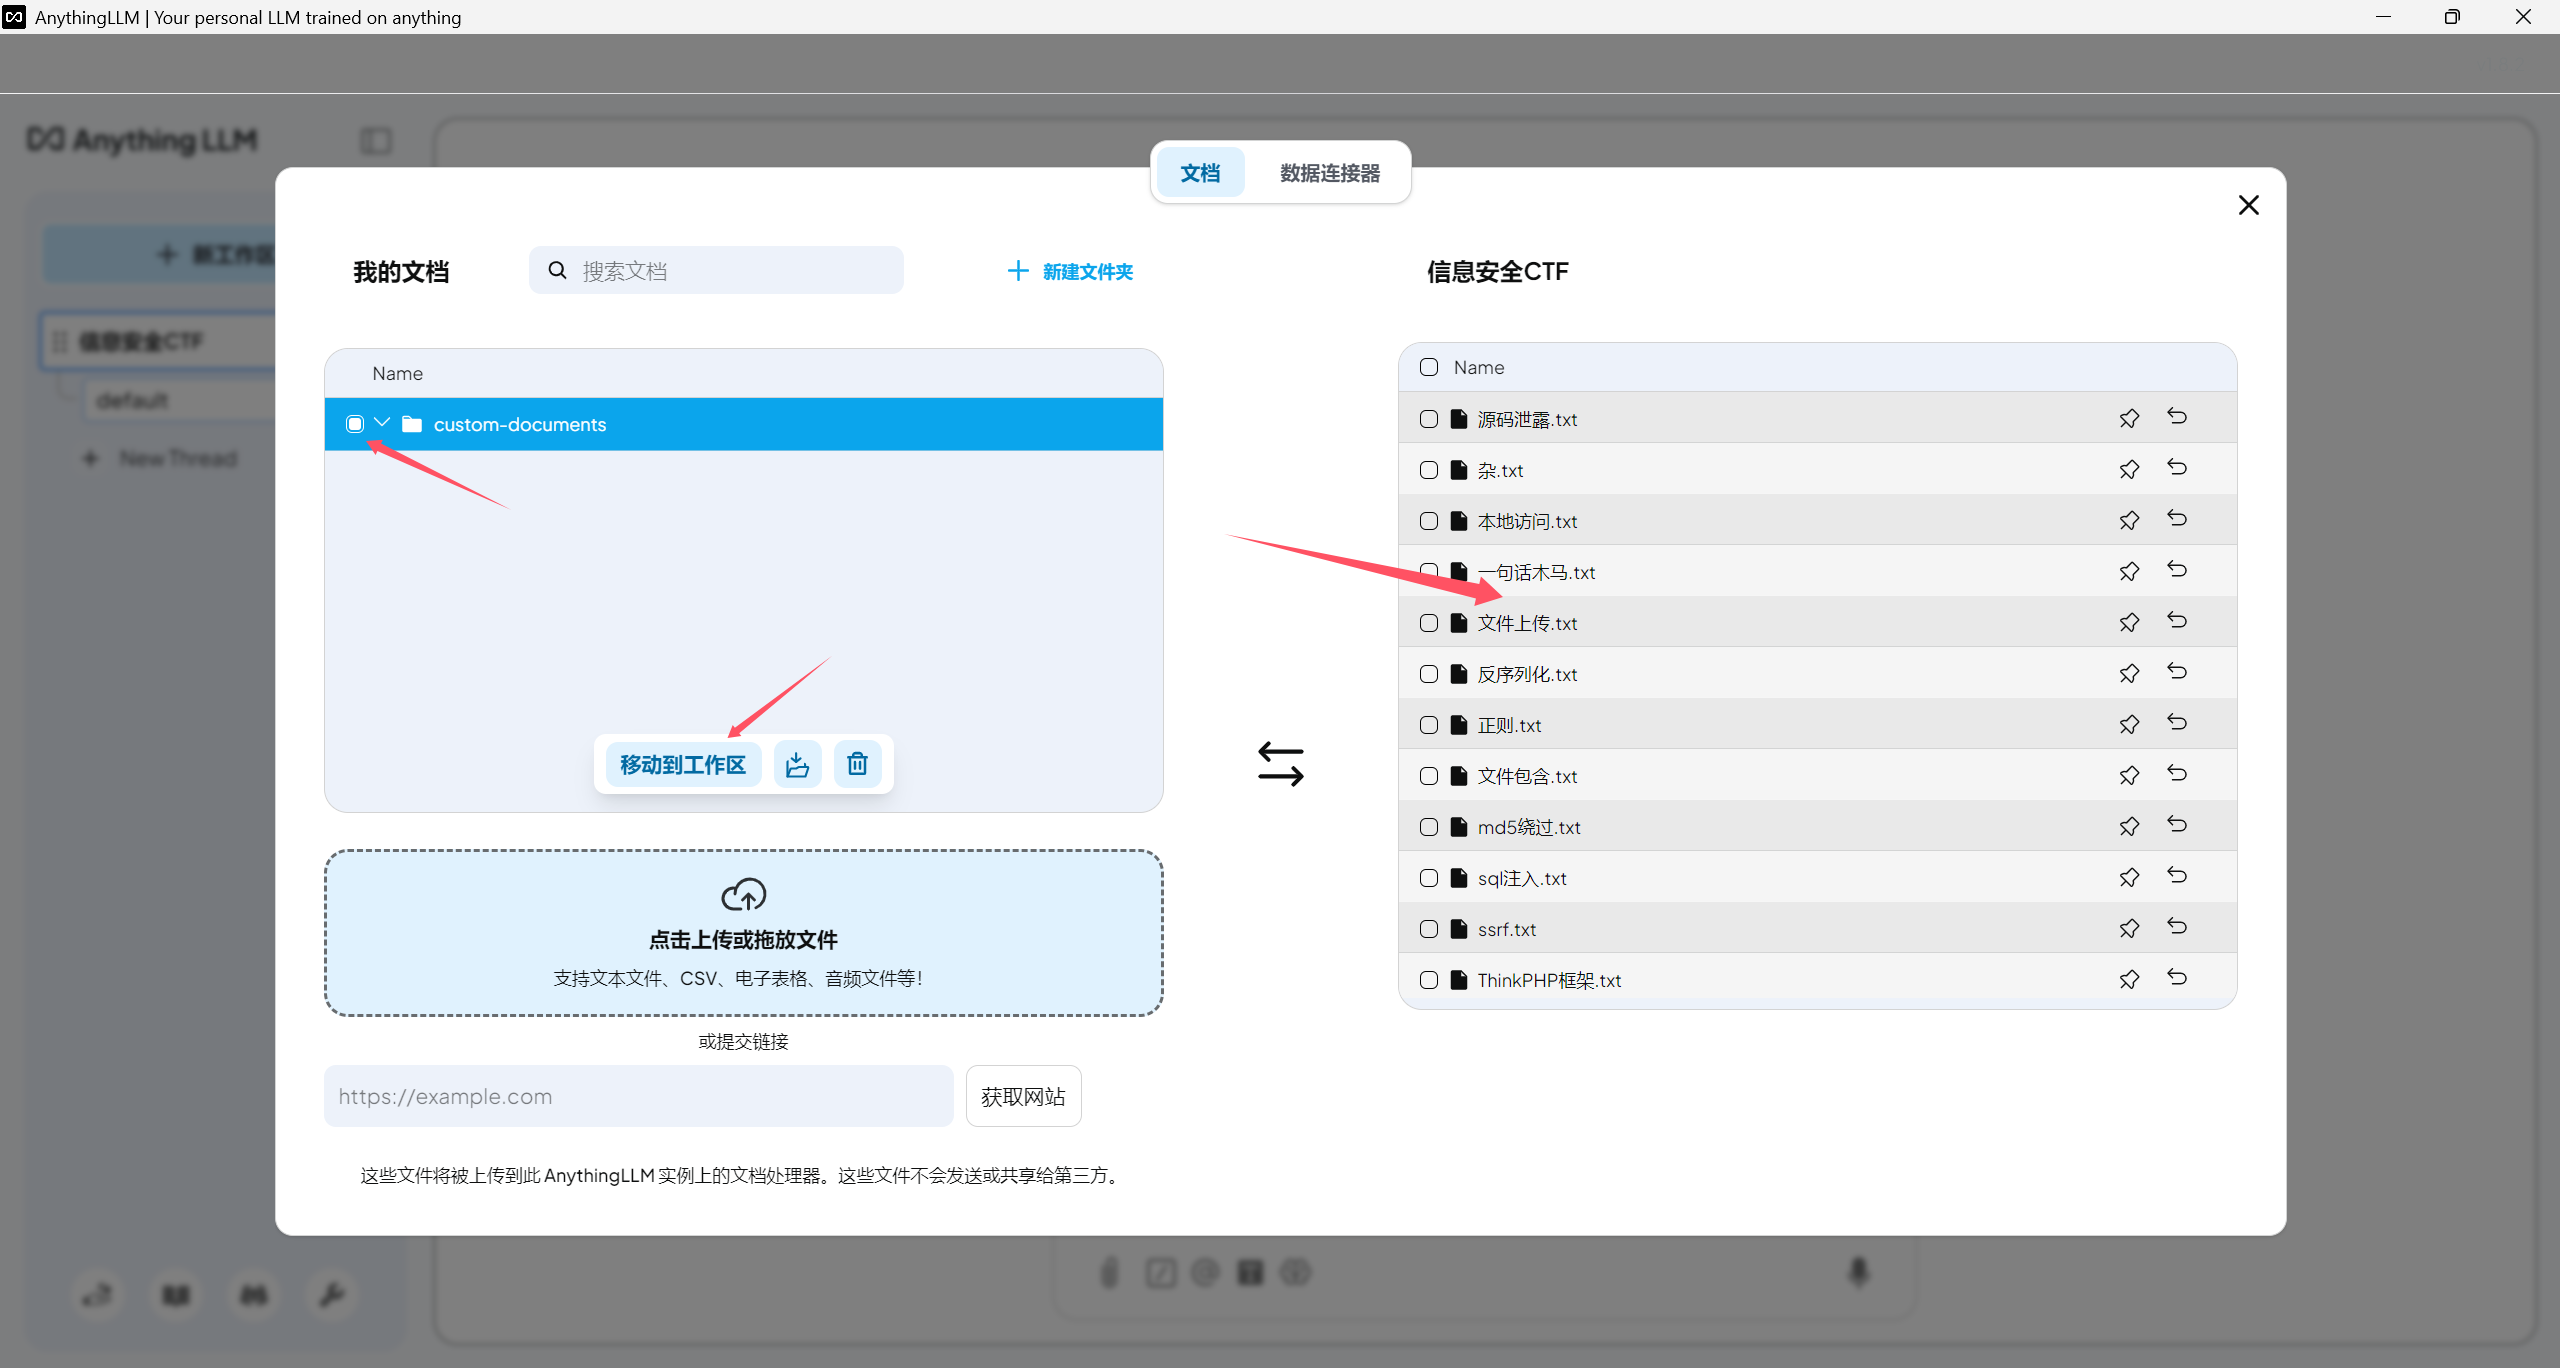 AnythingLLM | Your personal LLM trained on anything
Anything LLM
文档
数据连接器
新工作区
我的文档
搜索文档
新建文件夹
信息安全CTF
信息安全CTF
default
New Thread
Name
custom-documents
移动到工作区
点击上传或拖放文件
支持文本文件、CSV、电子表格、音频文件等！
或提交链接
https://example.com
获取网站
这些文件将被上传到此 AnythingLLM 实例上的文档处理器。这些文件不会发送或共享给第三方。
Name
源码泄露.txt
杂.txt
本地访问.txt
一句话木马.txt
文件上传.txt
反序列化.txt
正则.txt
文件包含.txt
md5绕过.txt
sql注入.txt
ssrf.txt
ThinkPHP框架.txt